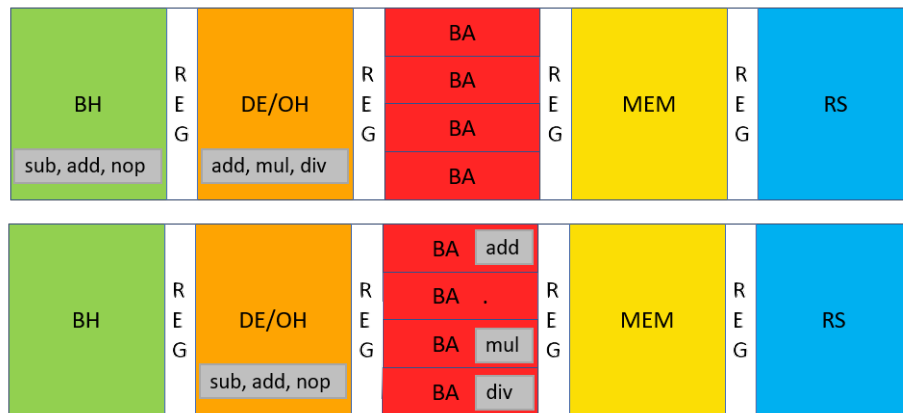 BA
R R R R
BA
BH E DE/OH E E MEM E RS
BA
G G G G
sub, add, nop add, mul, div BA
BA add
R R R R
BA .
BH E DE/OH E E MEM E RS
BA mul
G G G G
sub, add, nop BA div